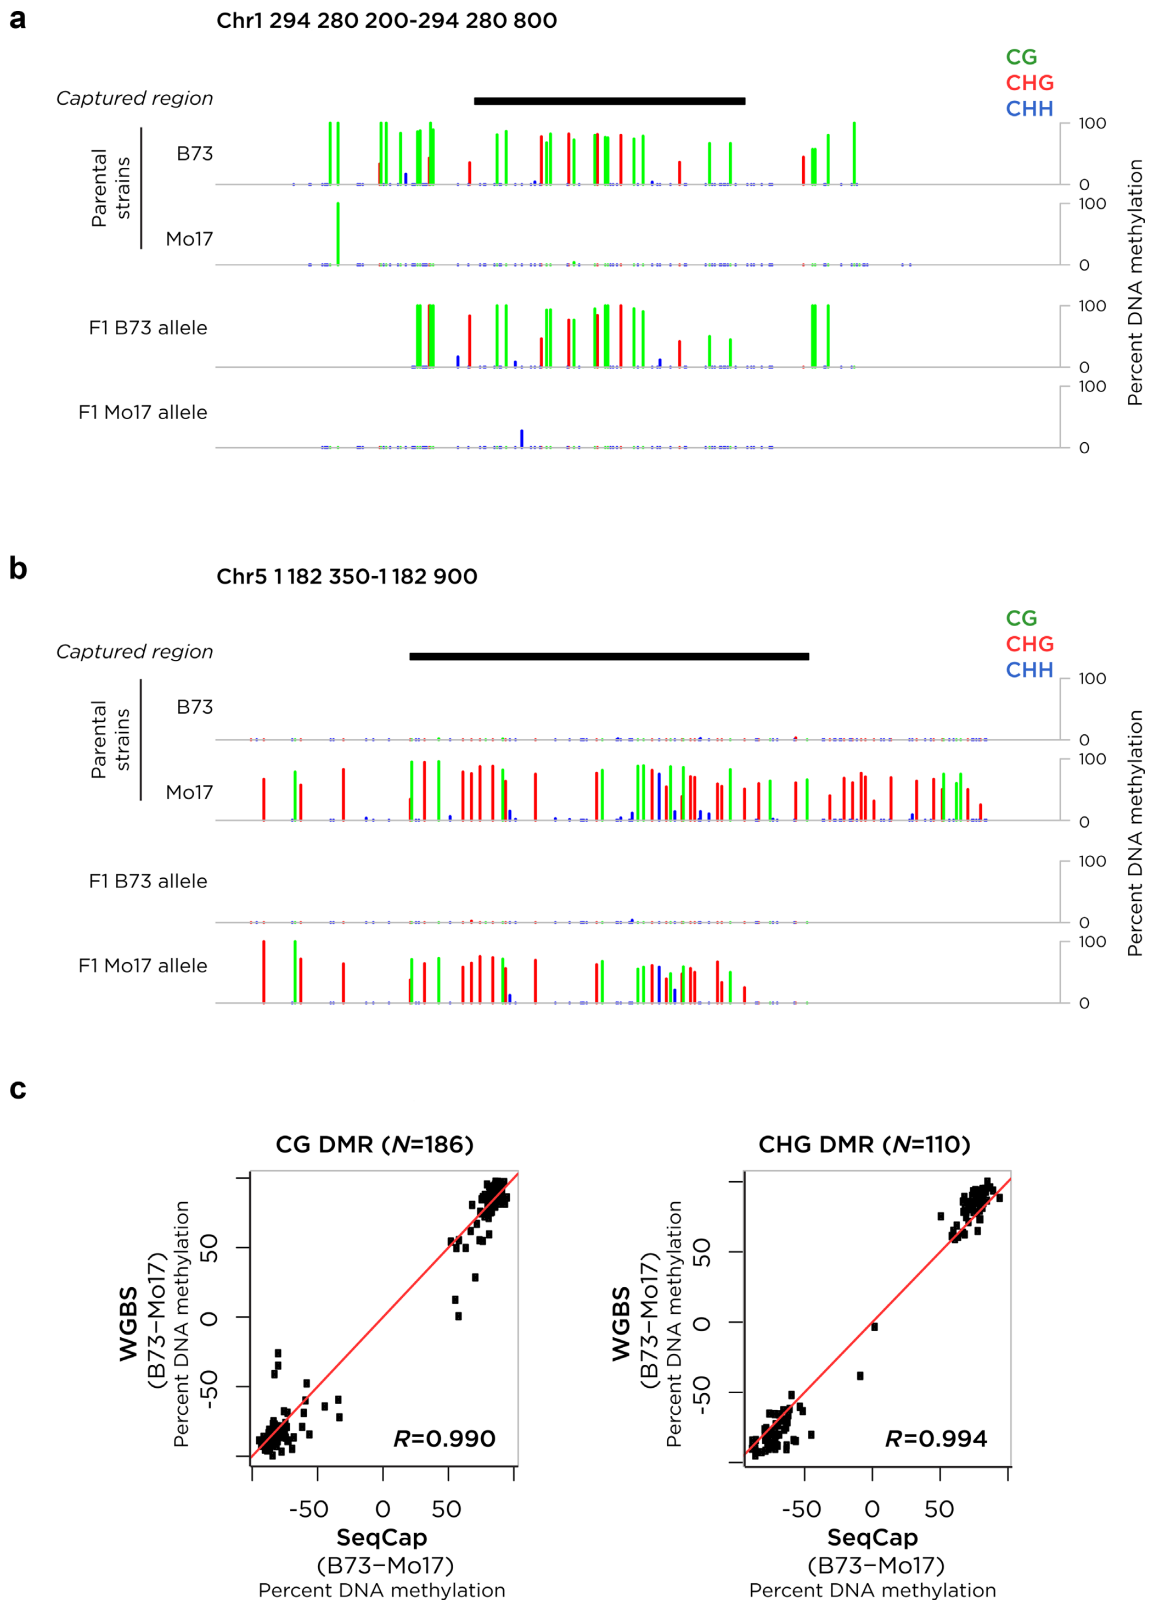 a
Chr1 294 280 200-294 280 800
CG
CHG
CHH
Captured region
Parental strains
B73
100
0
Mo17
100
0
F1 B73 allele
100
0
F1 Mo17 allele
100
0
Percent DNA methylation
b
Chr5 1 182 350-1 182 900
CG
CHG
CHH
Captured region
Parental strains
B73
100
0
Mo17
100
0
F1 B73 allele
100
0
F1 Mo17 allele
100
0
Percent DNA methylation
c
CG DMR (N=186)
WGBS
(B73−Mo17)
Percent DNA methylation
50
0
-50
R=0.990
-50 0 50
SeqCap
(B73−Mo17)
Percent DNA methylation
CHG DMR (N=110)
WGBS
(B73−Mo17)
Percent DNA methylation
50
0
-50
R=0.994
-50 0 50
SeqCap
(B73−Mo17)
Percent DNA methylation